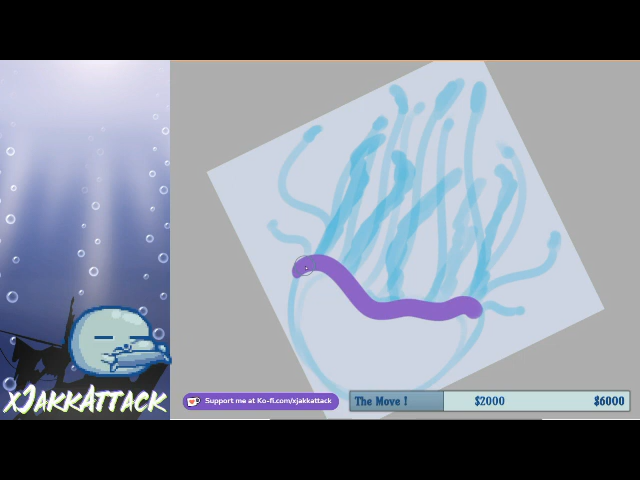 xJakkAttack
Support me at Ko-fi.com/xjakkattack
The Move ! $2000 $6000